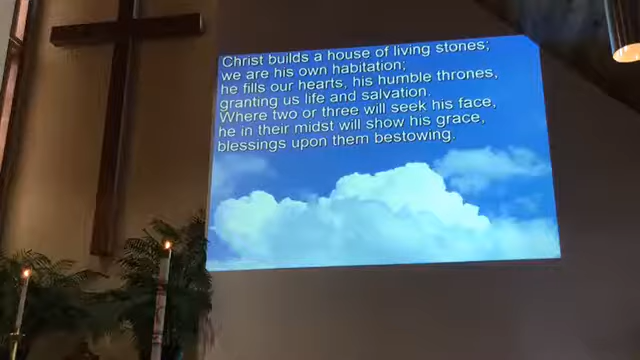 Christ builds a house of living stones;
we are his own habitation;
he fills our hearts, his humble thrones,
granting us life and salvation.
Where two or three will seek his face,
he in their midst will show his grace,
blessings upon them bestowing.